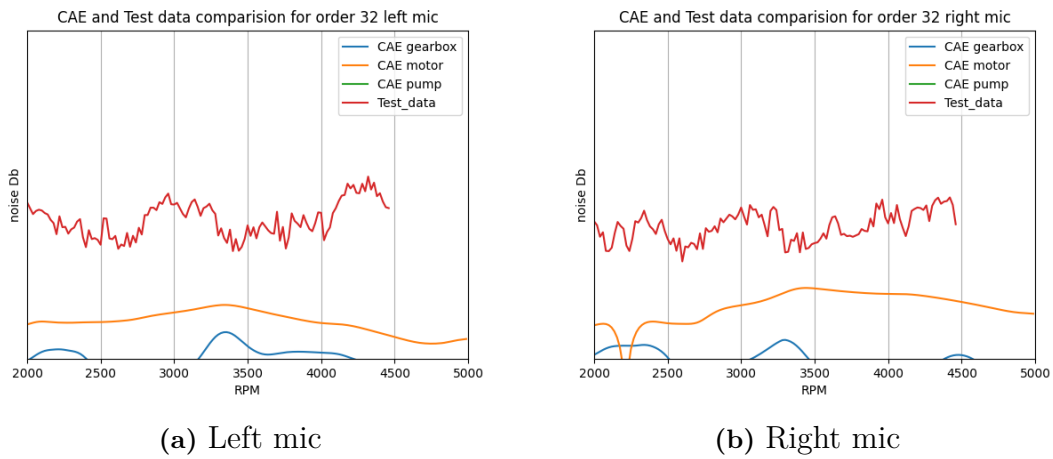 CAE and Test data comparision for order 32 left mic
CAE gearbox
CAE motor
CAE pump
Test_data
noise Db
2000 2500 3000 3500 4000 4500 5000
RPM
(a) Left mic
CAE and Test data comparision for order 32 right mic
CAE gearbox
CAE motor
CAE pump
Test_data
noise Db
2000 2500 3000 3500 4000 4500 5000
RPM
(b) Right mic